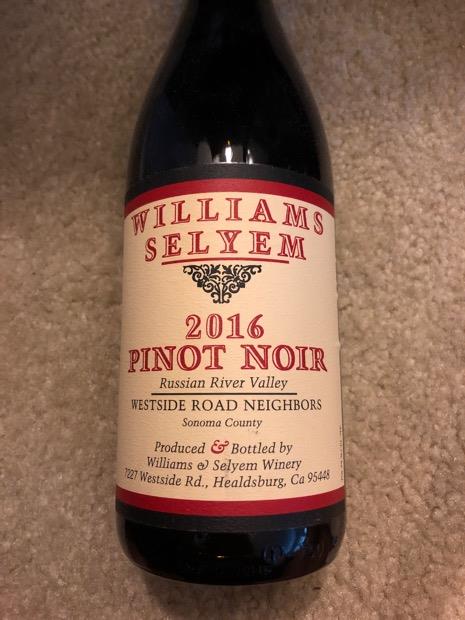 WILLIAMS
SELYEM
2016
PINOT NOIR
Russian River Valley
WESTSIDE ROAD NEIGHBORS
Sonoma County
Produced & Bottled by
Williams & Selyem Winery
7227 Westside Rd., Healdsburg, Ca 95448